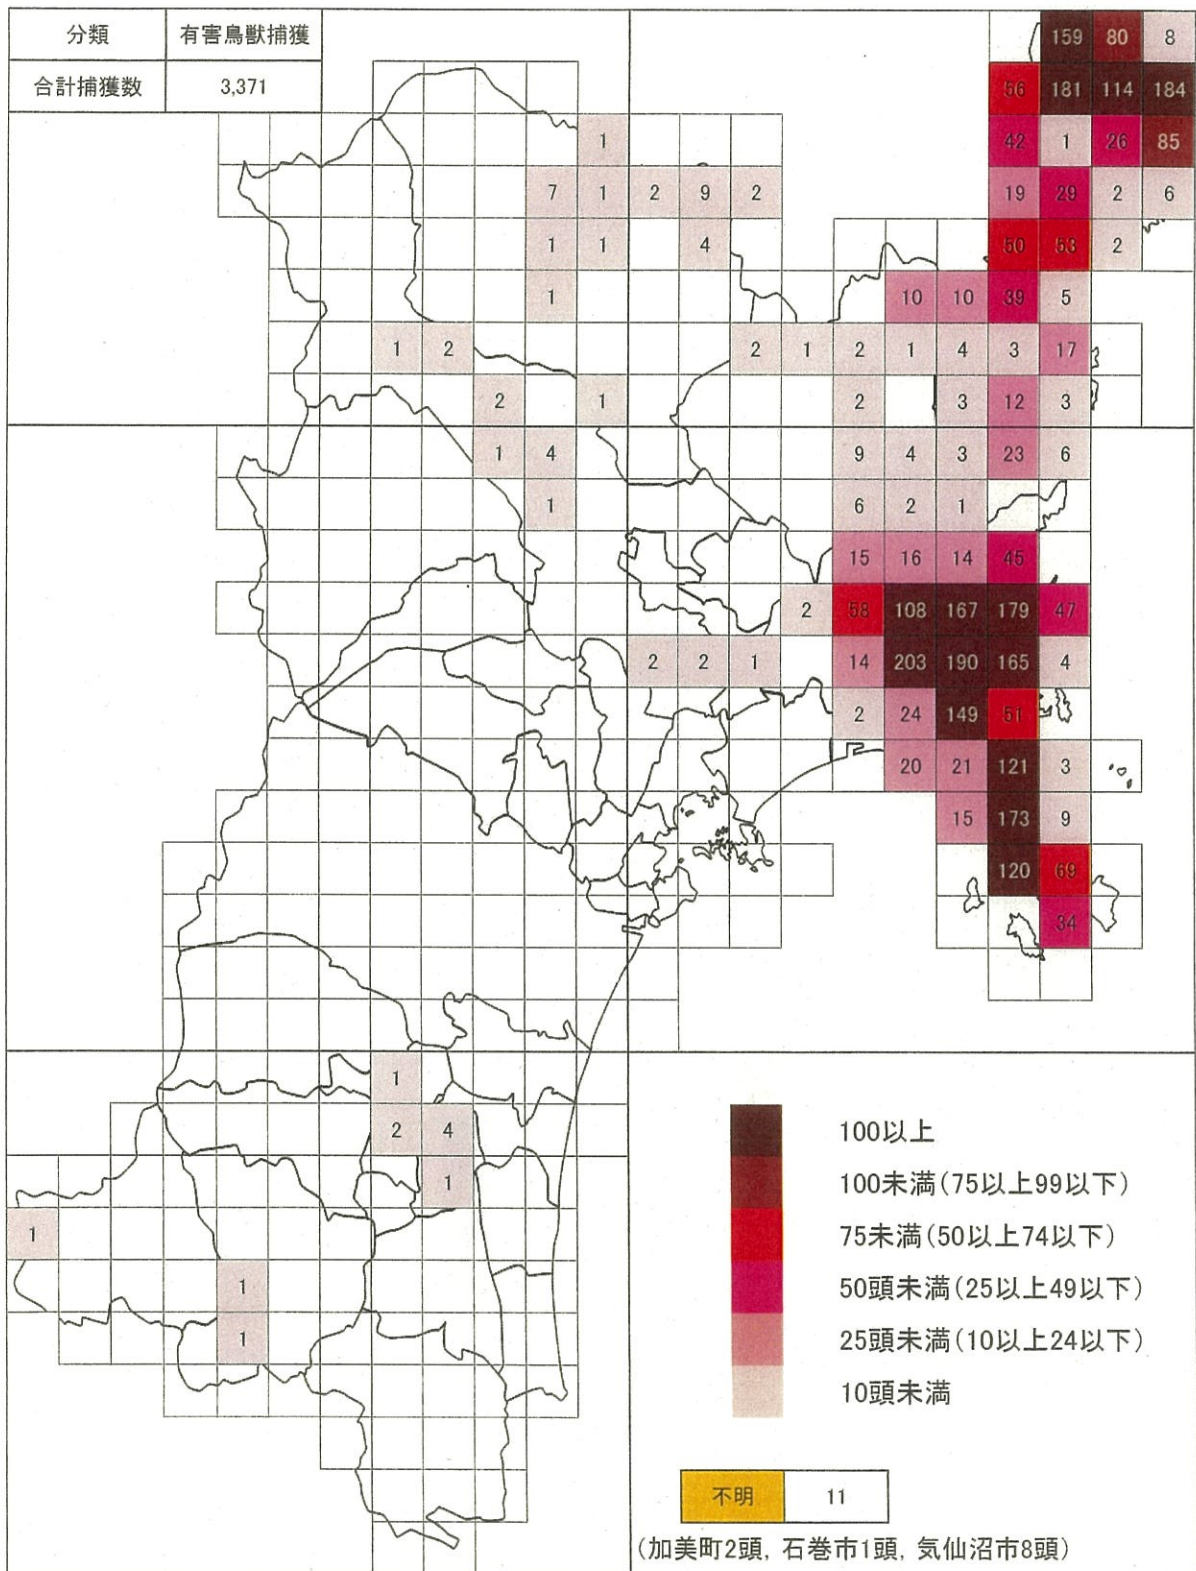 分類 有害鳥獣捕獲
159 80 8
合計捕獲数 3,371
56 181 114 184
1 42 1 26 85
7 1 2 9 2 19 29 2 6
1 1 4 50 53 2
1 10 10 39 5
1 2 2 1 2 1 4 3 17
2 1 2 3 12 3
1 4 9 4 3 23 6
1 6 2 1
15 16 14 45
2 58 108 167 179 47
2 2 1 14 203 190 165 4
2 24 149 51
20 21 121 3
15 173 9
120 69
34
1
2 4
1
1
1
1
100以上
100未満(75以上99以下)
75未満(50以上74以下)
50頭未満(25以上49以下)
25頭未満(10以上24以下)
10頭未満
不明 11
(加美町2頭, 石巻市1頭, 気仙沼市8頭)